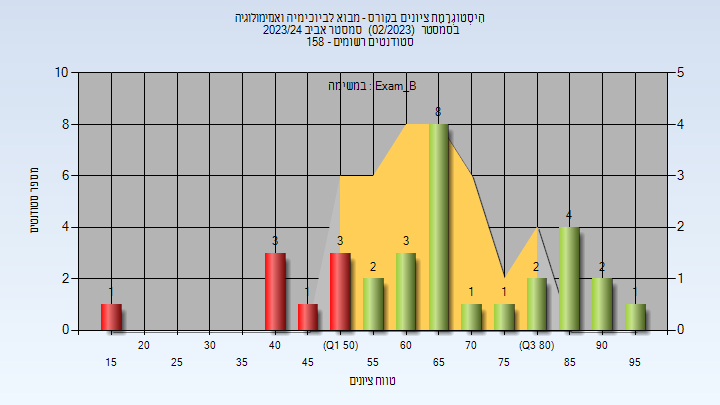 היסטוגרמת ציונים בקורס - מבוא לביוכימיה ואנזימולוגיה
בסמסטר (02/2023) סמסטר אביב 2023/24
סטודנטים רשומים - 158
במשימה : Exam_B
10 8 6 4 2 0
מספר סטודנטים
5 4 3 2 1 0
1 3 1 3 2 3 8 1 1 2 4 2 1
20 30 40 (Q1 50) 60 70 (Q3 80) 90
15 25 35 45 55 65 75 85 95
טווח ציונים